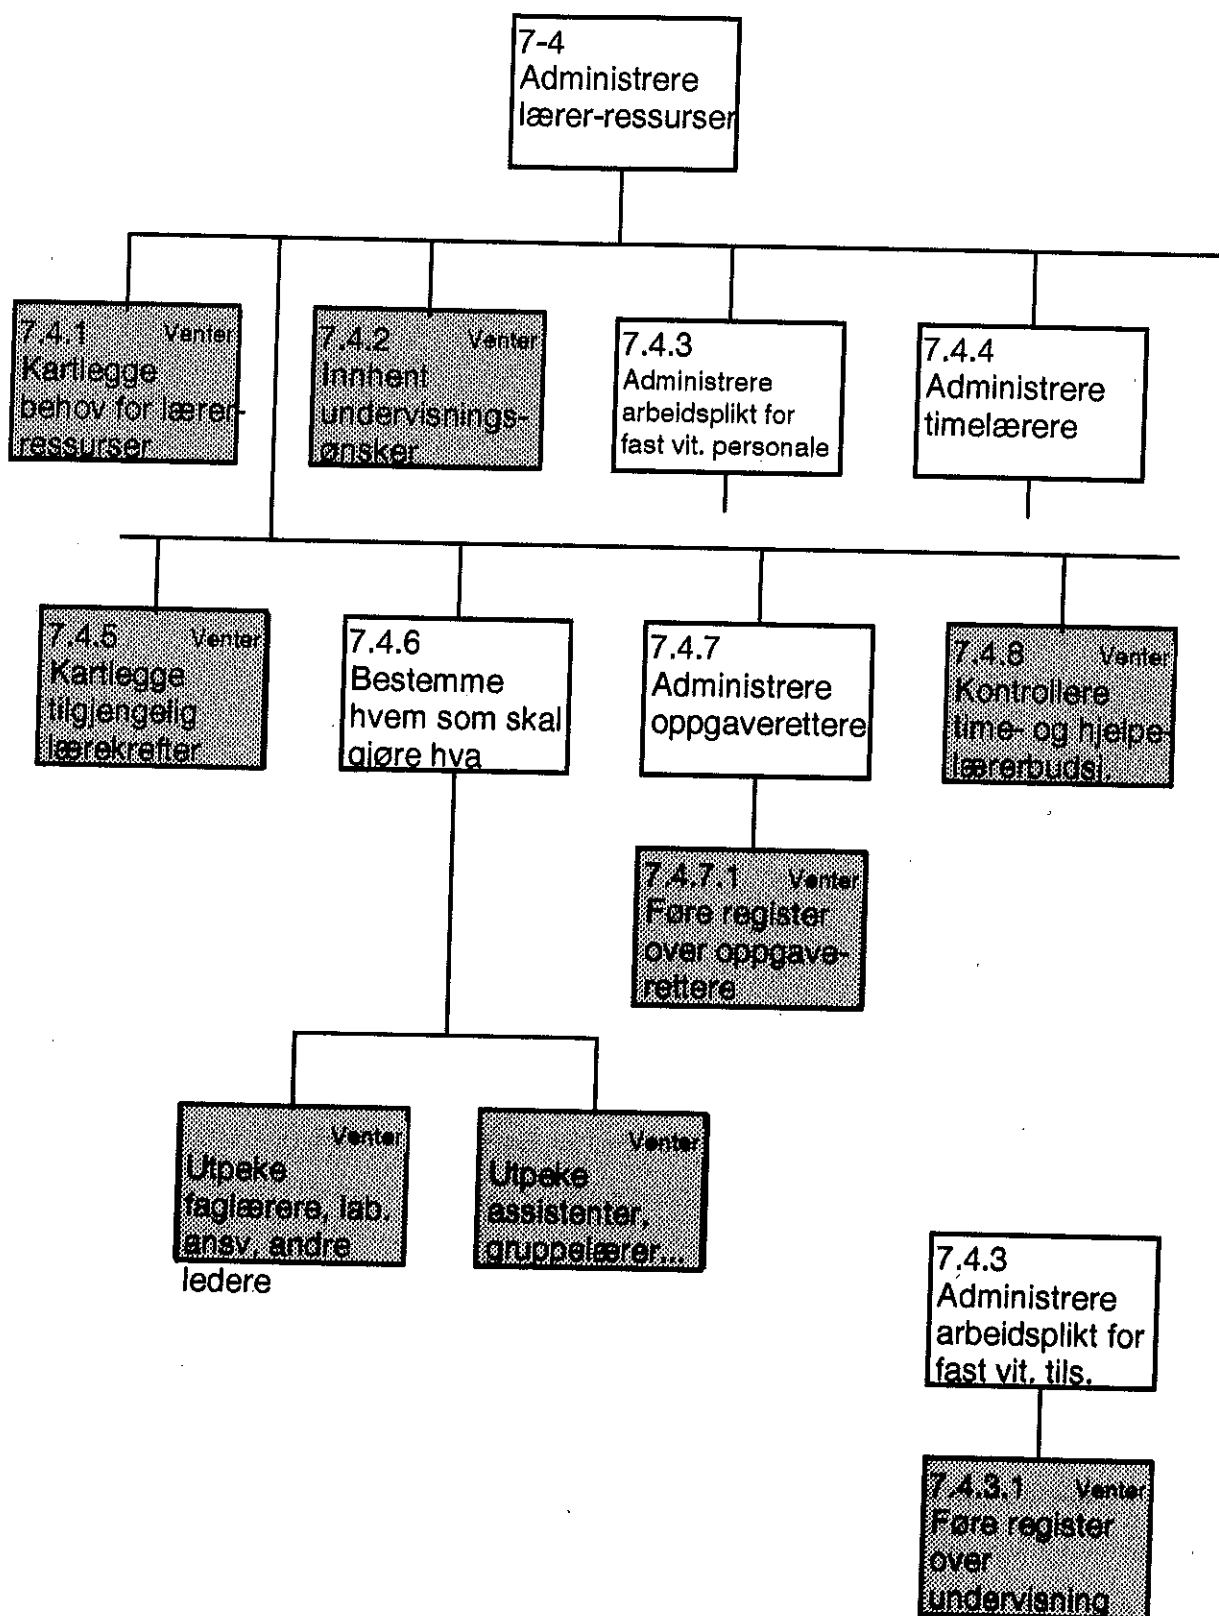 7-4
Administrere
lærer-ressurser
7.4.1 Venter
Kartlegge
behov for lærer-
ressurser
7.4.2 Venter
Innhent
undervisnings-
ønsker
7.4.3
Administrere
arbeidsplikt for
fast vit. personale
7.4.4
Administrere
timelærere
7.4.5 Venter
Kartlegge
tilgjengelig
lærekrefter
7.4.6
Bestemme
hvem som skal
gjøre hva
7.4.7
Administrere
oppgaverettere
7.4.8 Venter
Kontrollere
time- og hjelpe-
lærerbudsj.
7.4.7.1 Venter
Føre register
over oppgave-
rettere
Venter
Utpeke
faglærere, lab.
ansv, andre
ledere
Venter
Utpeke
assistenter,
gruppelærer...
7.4.3
Administrere
arbeidsplikt for
fast vit. tils.
7.4.3.1 Venter
Føre register
over
undervisning